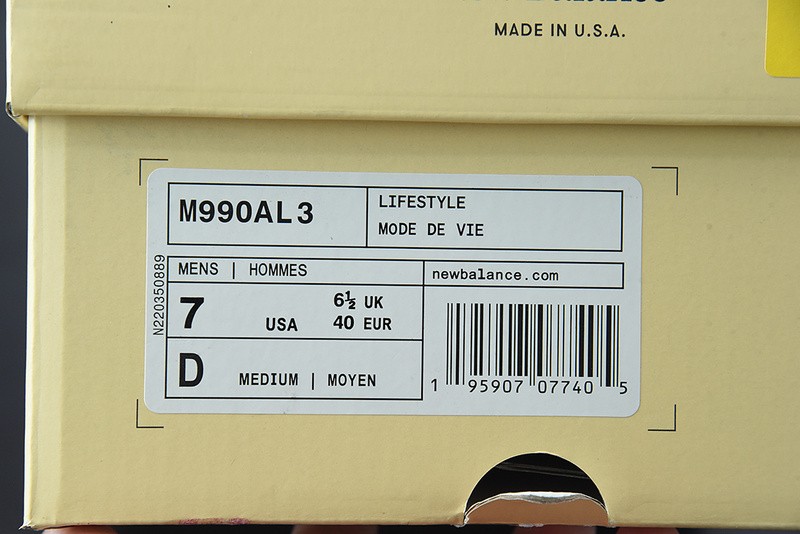 MADE IN U.S.A.
M990AL3
LIFESTYLE
MODE DE VIE
N220350889
MENS | HOMMES
newbalance.com
7 USA
6½ UK
40 EUR
D MEDIUM | MOYEN
1 95907 07740 5